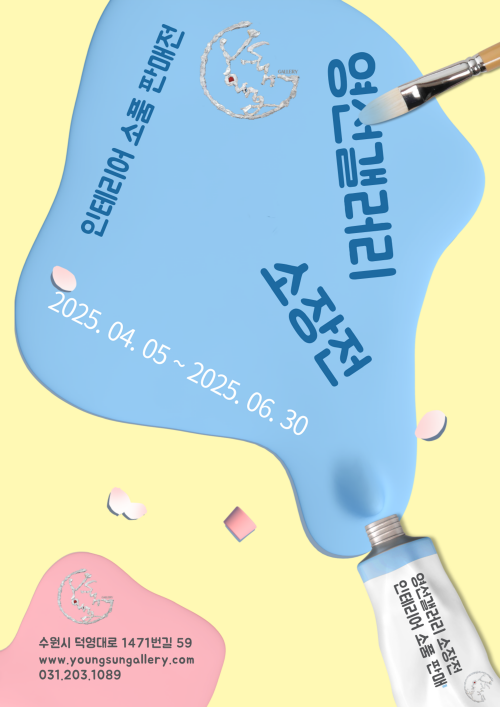 인테리어 소품 판매전
GALLERY
영선갤러리
소장전
2025. 04. 05 ~ 2025. 06. 30
영선갤러리 소장전
인테리어 소품 판매
수원시 덕영대로 1471번길 59
www.youngsungallery.com
031.203.1089